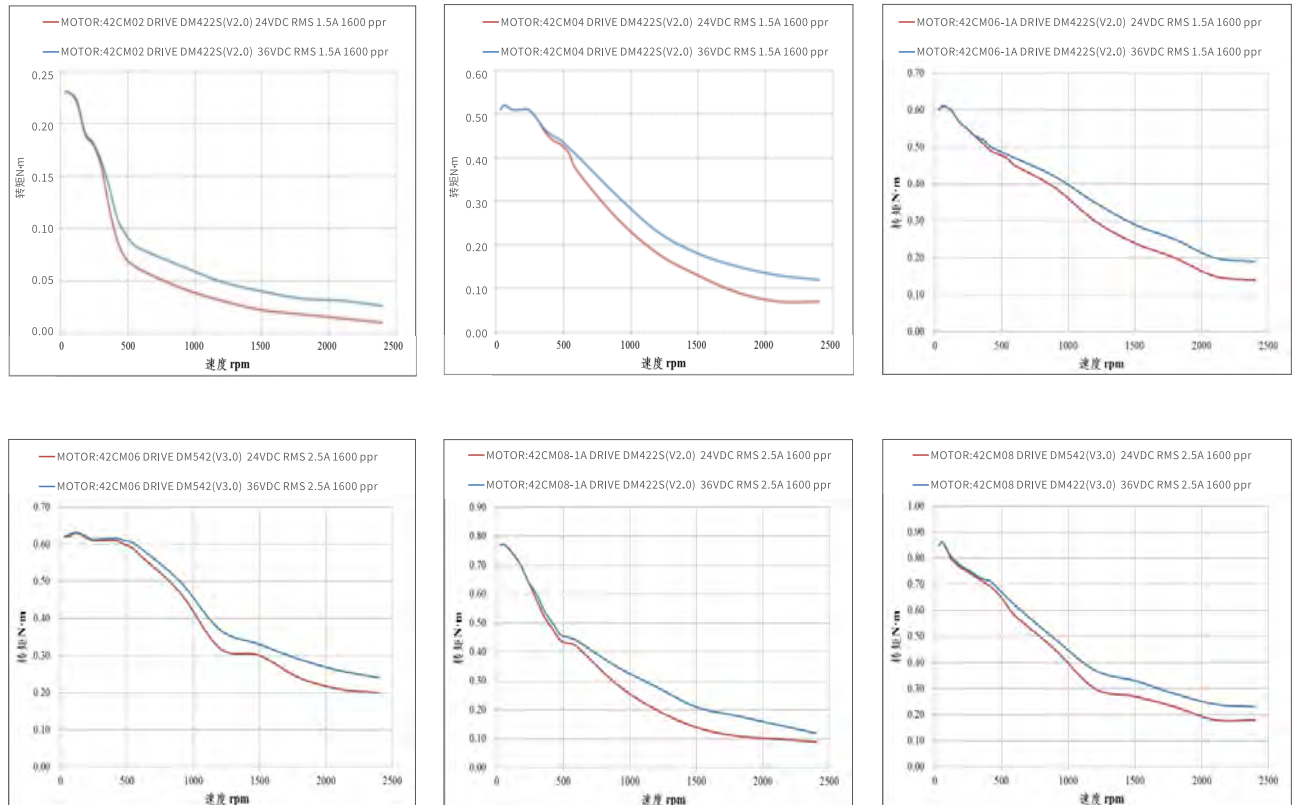 MOTOR:42CM02 DRIVE DM422S(V2.0) 24VDC RMS 1.5A 1600 ppr
MOTOR:42CM02 DRIVE DM422S(V2.0) 36VDC RMS 1.5A 1600 ppr
0.25
0.20
0.15
0.10
0.05
0.00
转矩N·m
0 500 1000 1500 2000 2500
速度 rpm
MOTOR:42CM04 DRIVE DM422S(V2.0) 24VDC RMS 1.5A 1600 ppr
MOTOR:42CM04 DRIVE DM422S(V2.0) 36VDC RMS 1.5A 1600 ppr
0.60
0.50
0.40
0.30
0.20
0.10
0.00
转矩N·m
0 500 1000 1500 2000 2500
速度 rpm
MOTOR:42CM06-1A DRIVE DM422S(V2.0) 24VDC RMS 1.5A 1600 ppr
MOTOR:42CM06-1A DRIVE DM422S(V2.0) 36VDC RMS 1.5A 1600 ppr
0.70
0.60
0.50
0.40
0.30
0.20
0.10
0.00
转矩N·m
0 500 1000 1500 2000 2500
速度 rpm
MOTOR:42CM06 DRIVE DM542(V3.0) 24VDC RMS 2.5A 1600 ppr
MOTOR:42CM06 DRIVE DM542(V3.0) 36VDC RMS 2.5A 1600 ppr
0.70
0.60
0.50
0.40
0.30
0.20
0.10
0.00
转矩N·m
0 500 1000 1500 2000 2500
速度 rpm
MOTOR:42CM08-1A DRIVE DM422S(V2.0) 24VDC RMS 2.5A 1600 ppr
MOTOR:42CM08-1A DRIVE DM422S(V2.0) 36VDC RMS 2.5A 1600 ppr
0.90
0.80
0.70
0.60
0.50
0.40
0.30
0.20
0.10
0.00
转矩N·m
0 500 1000 1500 2000 2500
速度 rpm
MOTOR:42CM08 DRIVE DM542(V3.0) 24VDC RMS 2.5A 1600 ppr
MOTOR:42CM08 DRIVE DM422(V3.0) 36VDC RMS 2.5A 1600 ppr
1.00
0.90
0.80
0.70
0.60
0.50
0.40
0.30
0.20
0.10
0.00
转矩N·m
0 500 1000 1500 2000 2500
速度 rpm